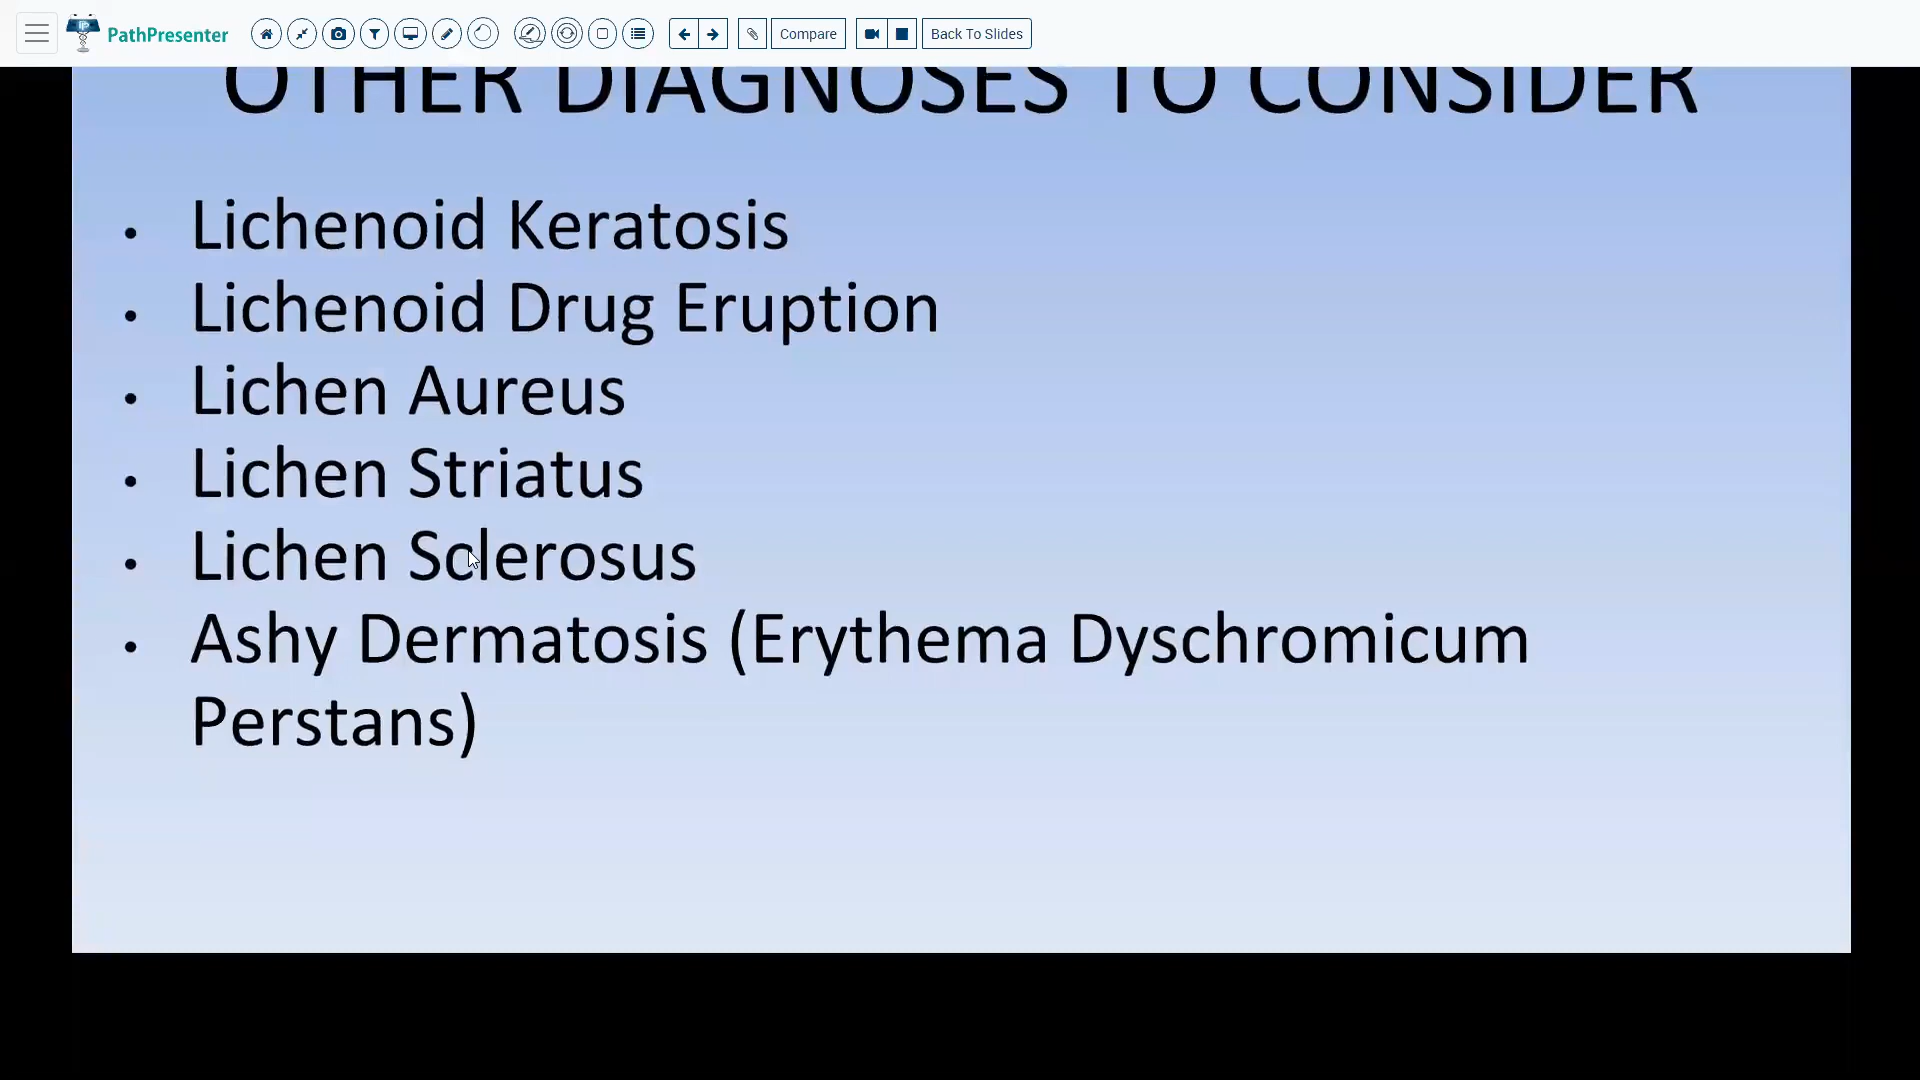 PathPresenter
Compare
Back To Slides
OTHER DIAGNOSES TO CONSIDER
• Lichenoid Keratosis
• Lichenoid Drug Eruption
• Lichen Aureus
• Lichen Striatus
• Lichen Sclerosus
• Ashy Dermatosis (Erythema Dyschromicum
Perstans)